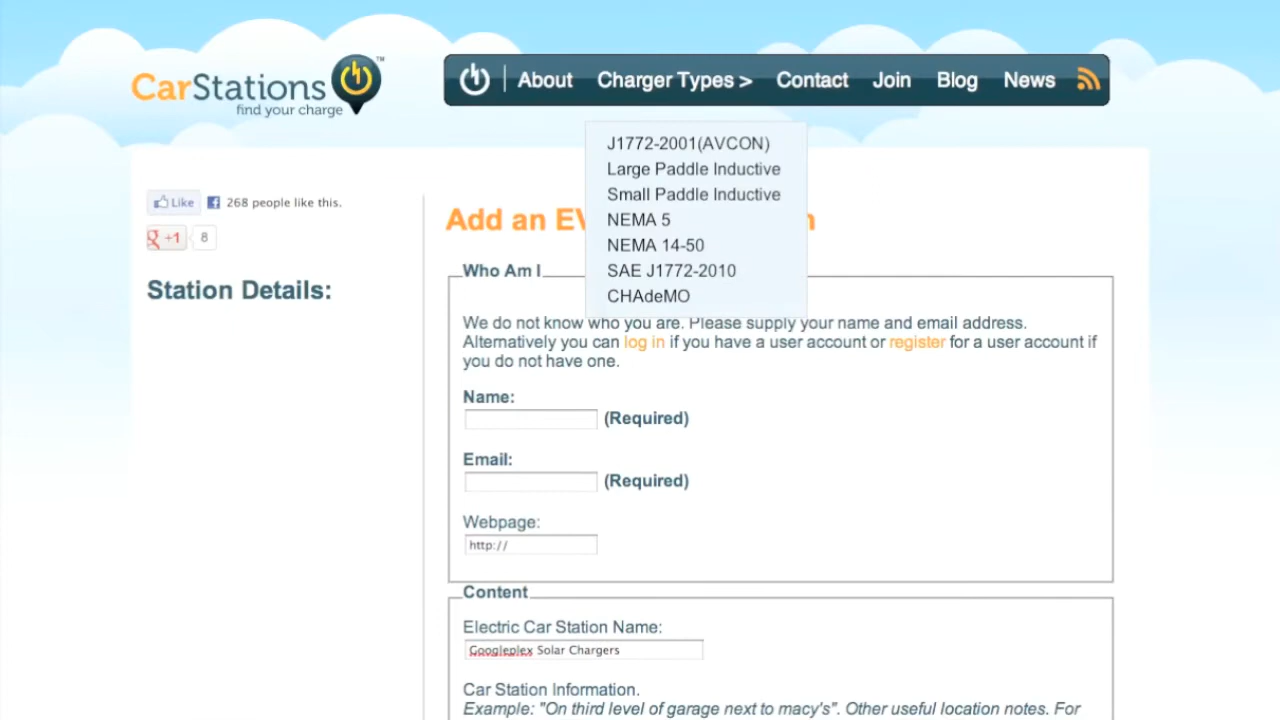 CarStations™
find your charge
About Charger Types > Contact Join Blog News
J1772-2001(AVCON)
Large Paddle Inductive
Small Paddle Inductive
NEMA 5
NEMA 14-50
SAE J1772-2010
CHAdeMO
Like 268 people like this.
+1 8
Station Details:
Add an EV
Who Am I
We do not know who you are. Please supply your name and email address.
Alternatively you can log in if you have a user account or register for a user account if
you do not have one.
Name:
(Required)
Email:
(Required)
Webpage:
http://
Content
Electric Car Station Name:
Googleplex Solar Chargers
Car Station Information.
Example: "On third level of garage next to macy's". Other useful location notes. For